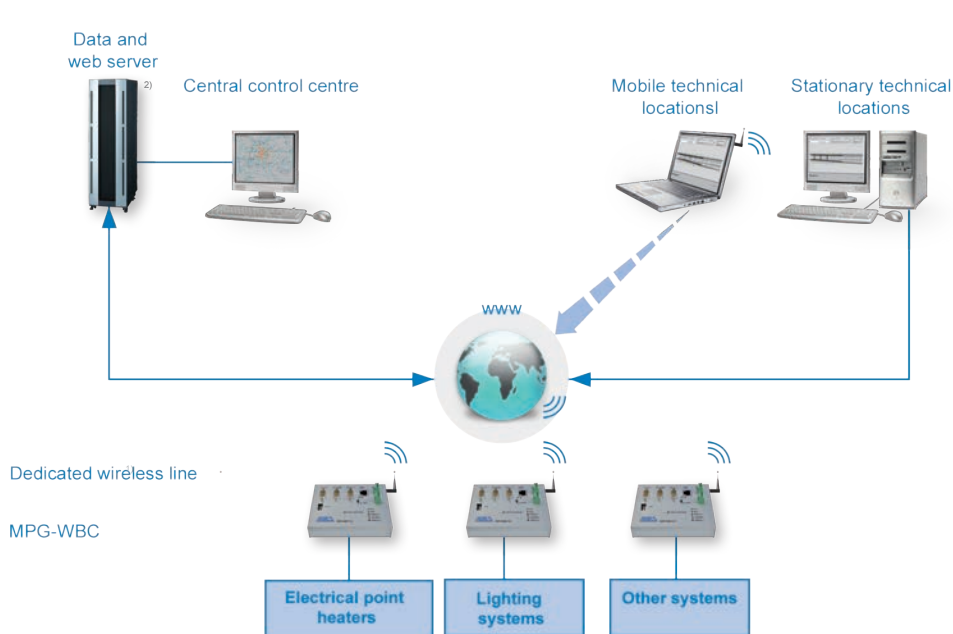 Data and
web server
2)
Central control centre
Mobile technical
locationsl
Stationary technical
locations
www
Dedicated wireless line
MPG-WBC
Electrical point
heaters
Lighting
systems
Other systems